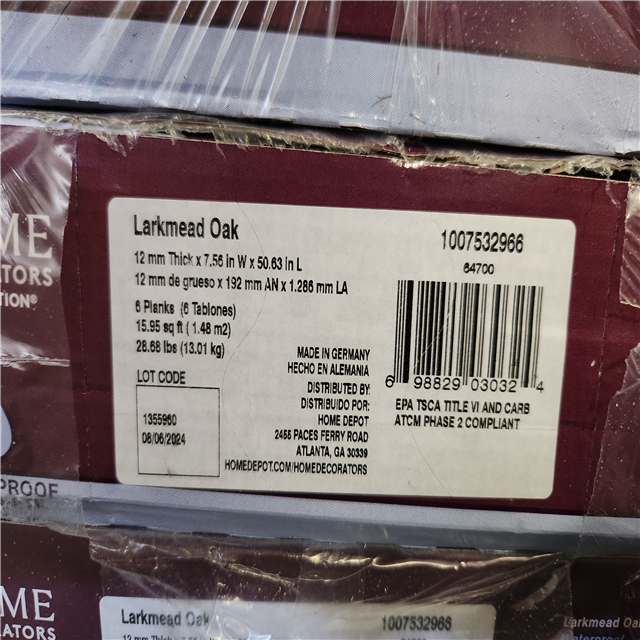 ME
ATORS
TION®
PROOF
Larkmead Oak
12 mm Thick x 7.56 in W x 50.63 in L
12 mm de grueso x 192 mm AN x 1.286 mm LA
6 Planks (6 Tablones)
15.95 sq ft ( 1.48 m2)
28.68 lbs (13.01 kg)
LOT CODE
1355960
08/06/2024
MADE IN GERMANY
HECHO EN ALEMANIA
DISTRIBUTED BY:
DISTRIBUIDO POR:
HOME DEPOT
2455 PACES FERRY ROAD
ATLANTA, GA 30339
HOMEDEPOT.COM/HOMEDECORATORS
1007532966
64700
6 98829 03032 4
EPA TSCA TITLE VI AND CARB
ATCM PHASE 2 COMPLIANT
ME
ATORS
Larkmead Oak
1007532966
Larkmead Oa